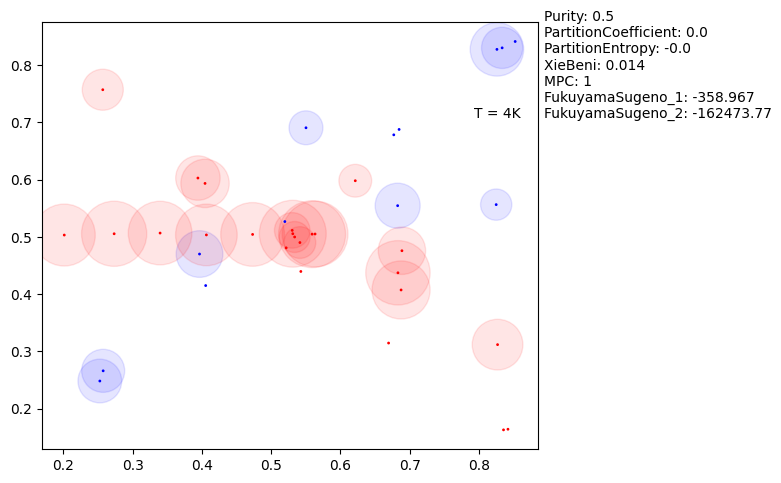 Purity: 0.5
PartitionCoefficient: 0.0
PartitionEntropy: -0.0
XieBeni: 0.014
MPC: 1
FukuyamaSugeno_1: -358.967
FukuyamaSugeno_2: -162473.77
T = 4K
0.8
0.7
0.6
0.5
0.4
0.3
0.2
0.2 0.3 0.4 0.5 0.6 0.7 0.8